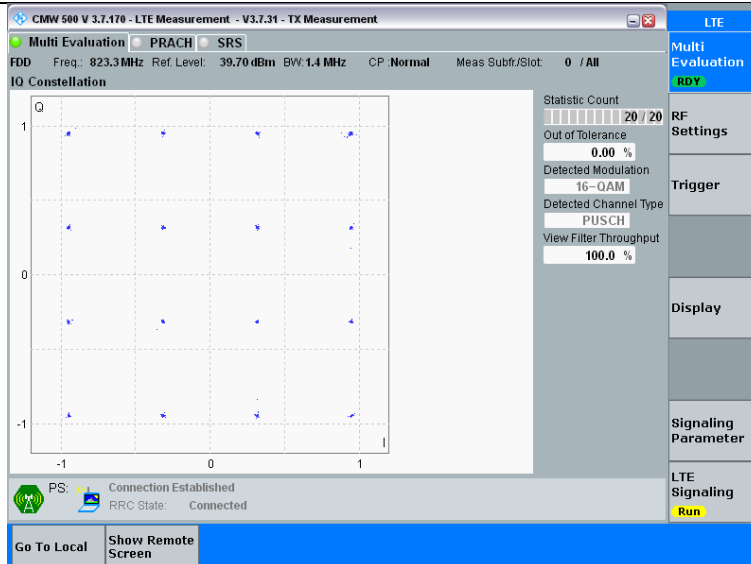 CMW 500 V 3.7.170 - LTE Measurement - V3.7.31 - TX Measurement
LTE
Multi Evaluation PRACH SRS
Multi
Evaluation
RDY
FDD Freq.: 823.3 MHz Ref. Level: 39.70 dBm BW: 1.4 MHz CP :Normal Meas Subfr./Slot: 0 / All
IQ Constellation
Q
1
0
-1
-1 0 1
I
Statistic Count
20 / 20
Out of Tolerance
0.00 %
Detected Modulation
16-QAM
Detected Channel Type
PUSCH
View Filter Throughput
100.0 %
RF
Settings
Trigger
Display
Signaling
Parameter
LTE
Signaling
Run
PS: Connection Established
RRC State: Connected
Go To Local
Show Remote
Screen